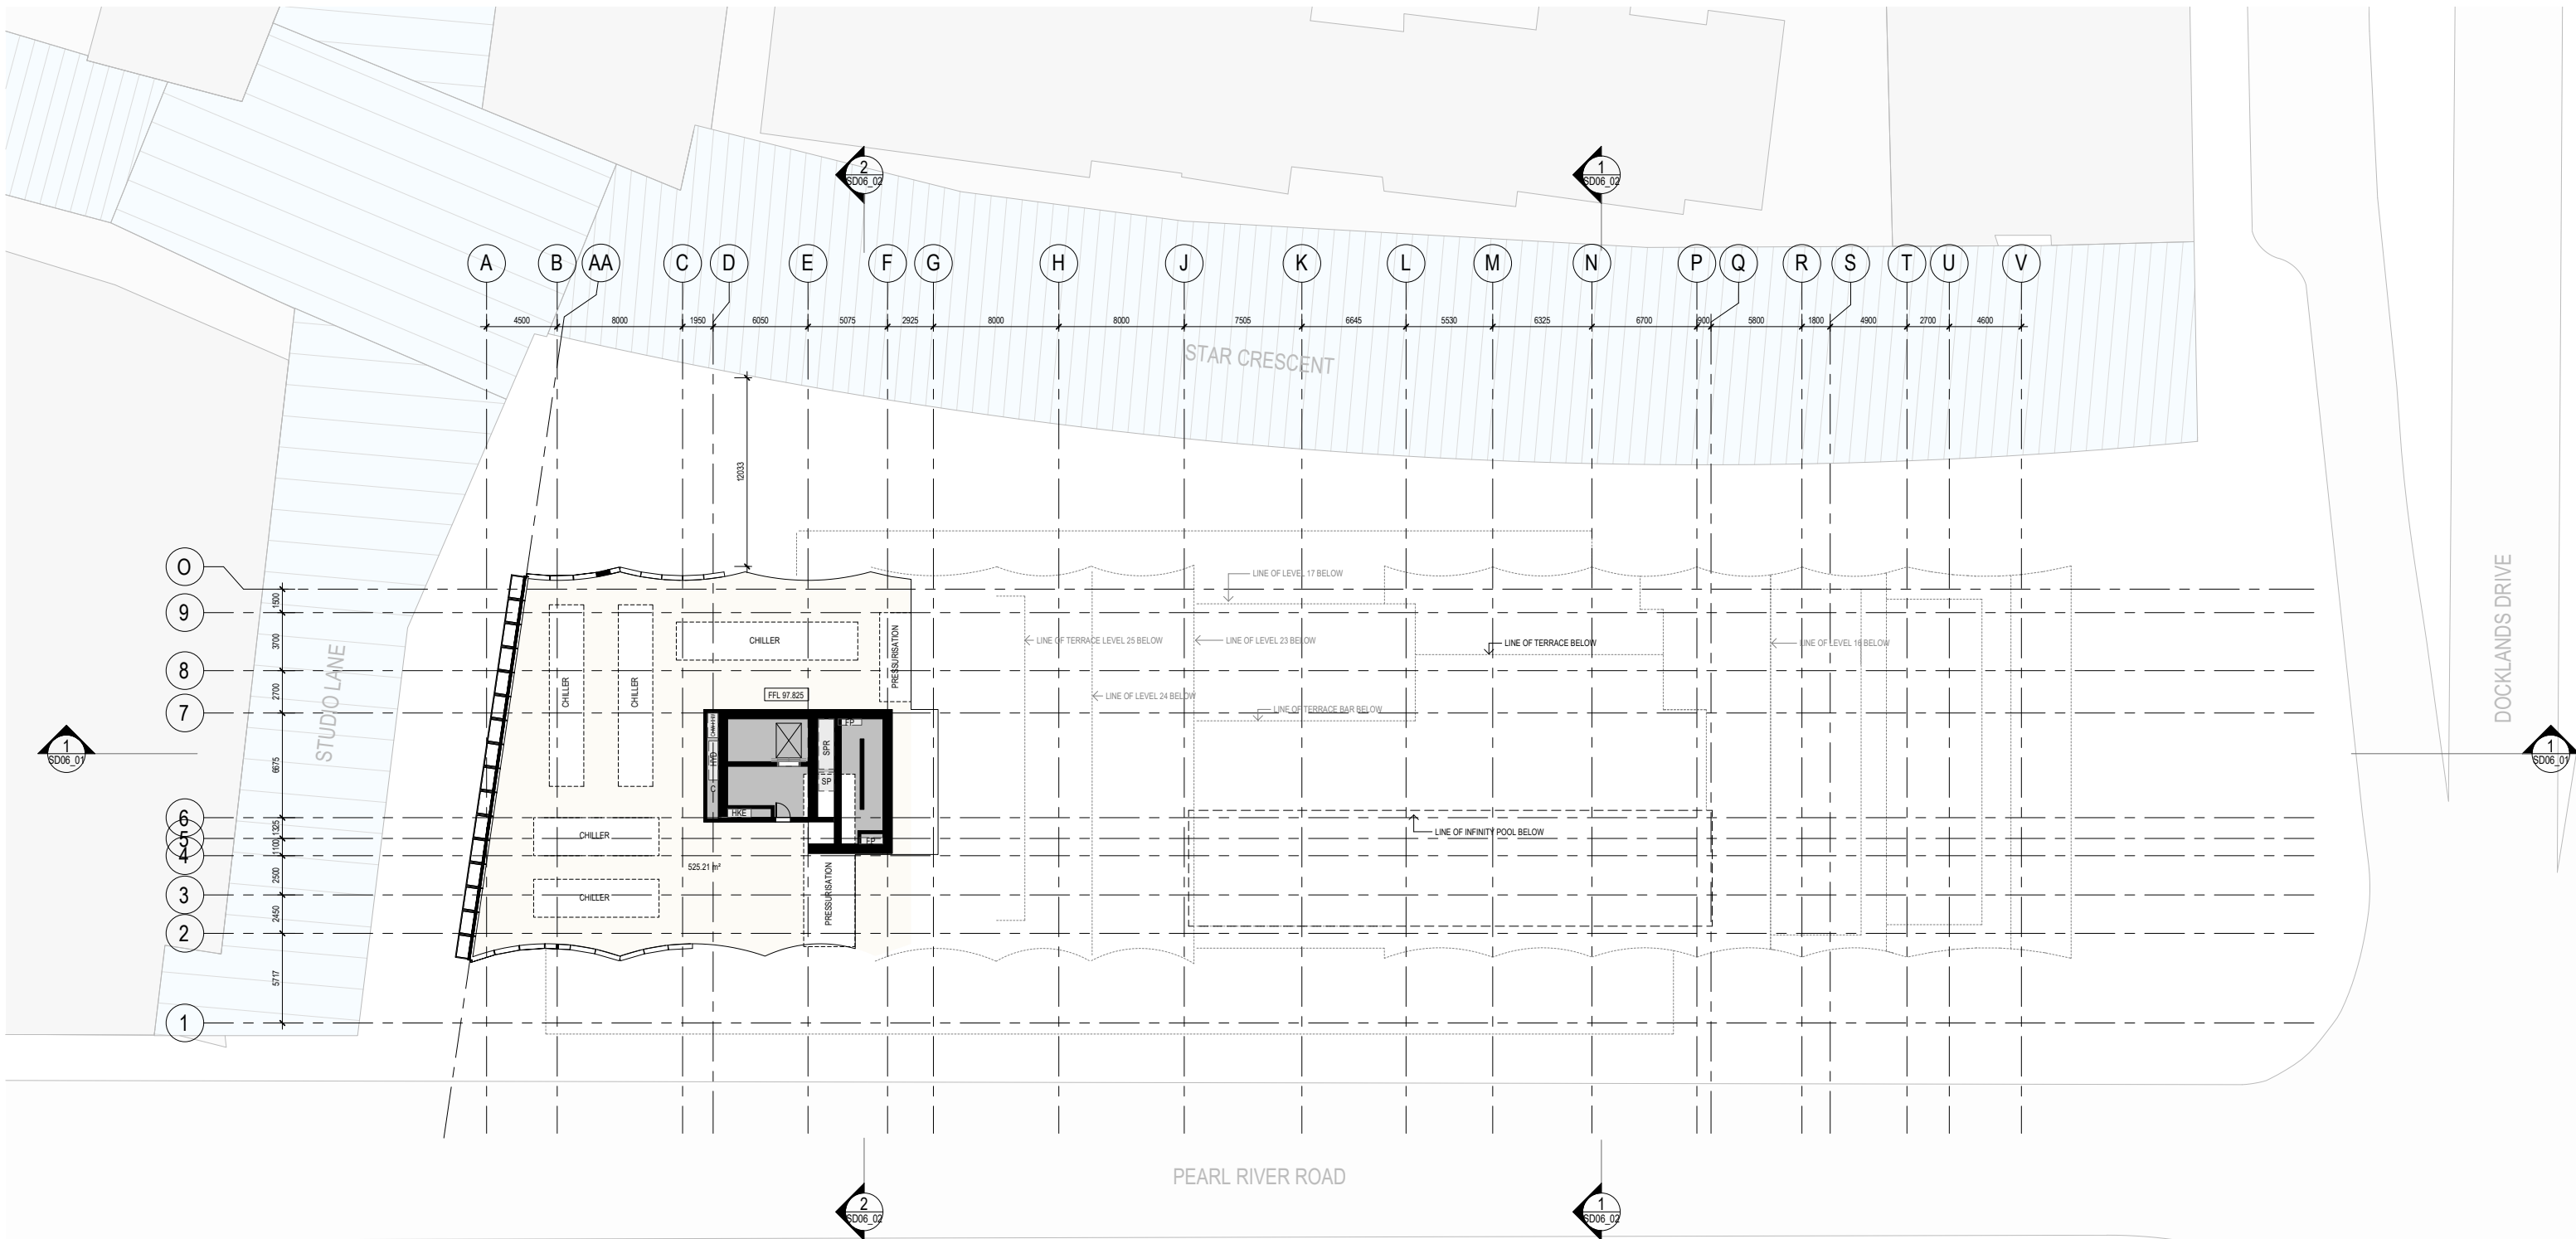 2
SD06_02
1
SD06_02
A
B
AA
C
D
E
F
G
H
J
K
L
M
N
P
Q
R
S
T
U
V
4500
8000
1950
6050
5075
2925
8000
8000
7505
6645
5530
6325
6700
900
5800
1800
4900
2700
4600
STAR CRESCENT
12033
O
9
8
7
6
5
4
3
2
1
1500
3700
2700
6675
1325
1100
2500
2450
5717
STUDIO LANE
DOCKLANDS DRIVE
LINE OF LEVEL 17 BELOW
CHILLER
PRESSURISATION
LINE OF TERRACE LEVEL 25 BELOW
LINE OF LEVEL 23 BELOW
LINE OF TERRACE BELOW
LINE OF LEVEL 16 BELOW
CHILLER
CHILLER
FFL 97.825
LINE OF LEVEL 24 BELOW
LINE OF TERRACE BAR BELOW
FP
HYD
SPR
SP
C
HKE
1
SD06_01
1
SD06_01
CHILLER
LINE OF INFINITY POOL BELOW
FP
525.21 m²
CHILLER
PRESSURISATION
PEARL RIVER ROAD
2
SD06_02
1
SD06_02